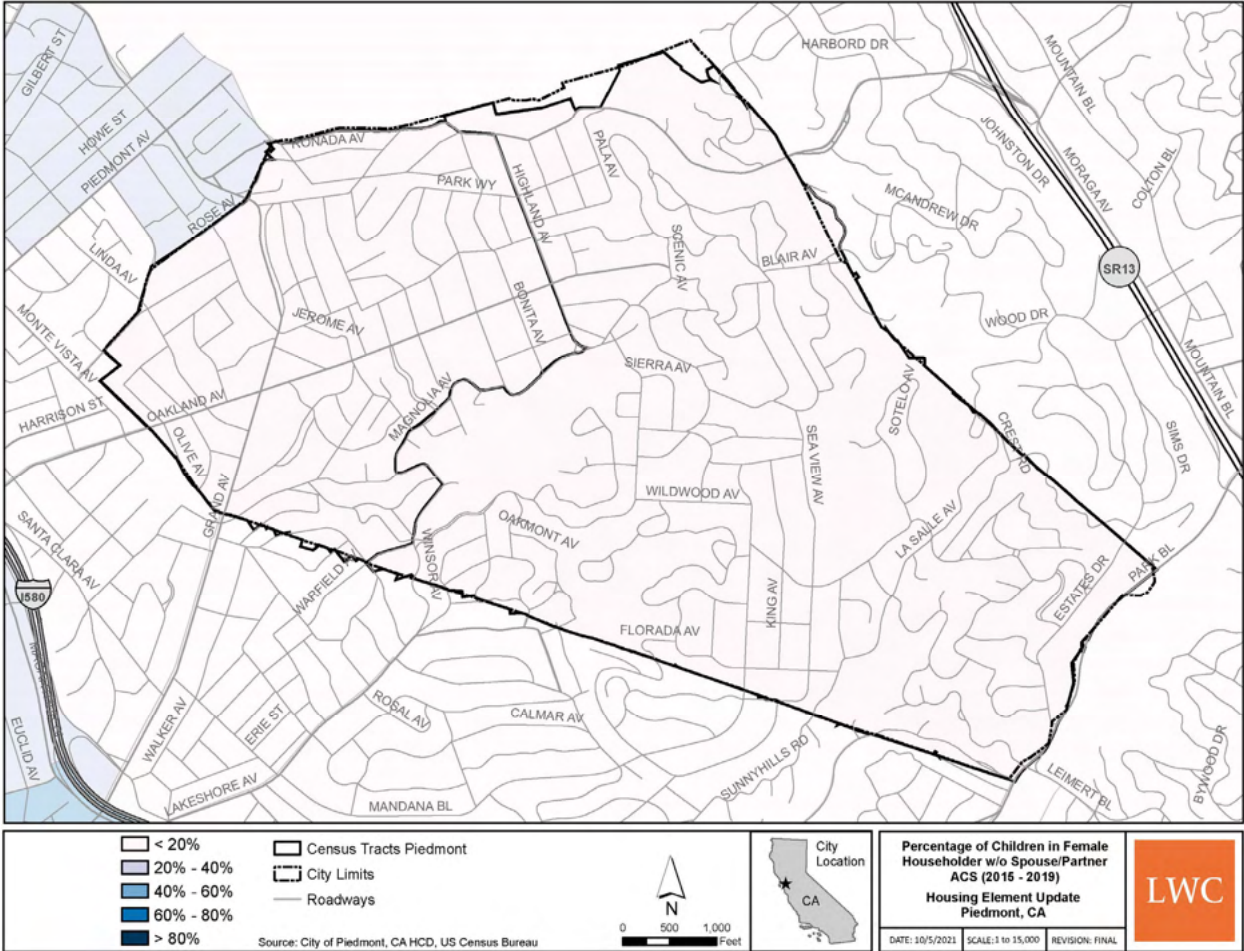 GILBERT ST
HOWE ST
PIEDMONT AV
ROSE AV
LINDA AV
MONTE VISTA AV
HARRISON ST
OAKLAND AV
OLIVE AV
GRAND AV
SANTA CLARA AV
I580
EUCLID AV
WALKER AV
ERIE ST
LAKESHORE AV
MANDANA BL
ROSAL AV
CALMAR AV
WARFIELD
WINSOR AV
OAKMONT AV
MAGNOLIA AV
JEROME AV
RONADA AV
PARK WY
HIGHLAND AV
BONITA AV
PALA AV
SCENIC AV
BLAIR AV
SIERRA AV
WILDWOOD AV
SEA VIEW AV
SOTELO AV
CREST RD
LA SALLE AV
KING AV
FLORADA AV
ESTATES DR
PARK BL
SUNNYHILLS RD
LEIMERT BL
BYWOOD DR
HARBORD DR
MOUNTAIN BL
JOHNSTON DR
MORAGA AV
COLTON BL
MCANDREW DR
SR13
WOOD DR
MOUNTAIN BL
SIMS DR
< 20%
20% - 40%
40% - 60%
60% - 80%
> 80%
Census Tracts Piedmont
City Limits
Roadways
Source: City of Piedmont, CA HCD, US Census Bureau
N
0 500 1,000
Feet
City
Location
CA
Percentage of Children in Female
Householder w/o Spouse/Partner
ACS (2015 - 2019)
Housing Element Update
Piedmont, CA
DATE: 10/5/2021 SCALE: 1 to 15,000 REVISION: FINAL
LWC